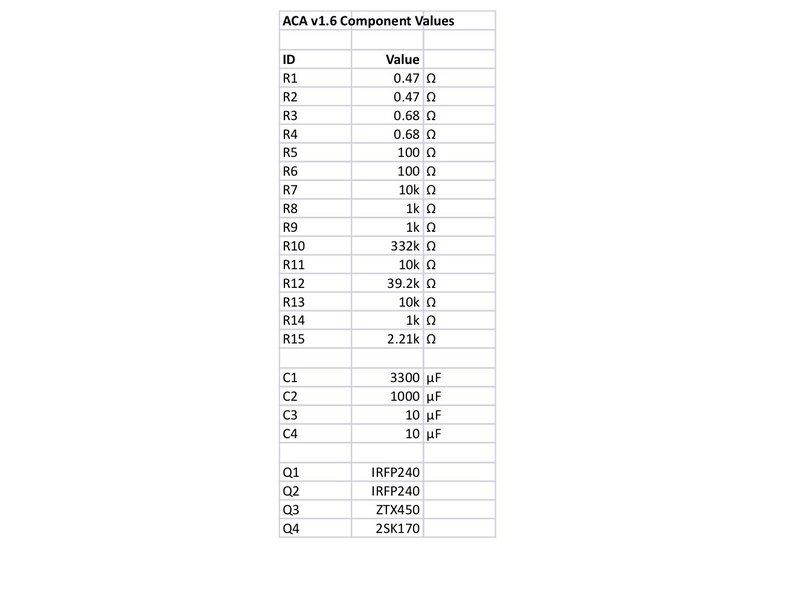 ACA v1.6 Component Values
ID Value
R1 0.47 Ω
R2 0.47 Ω
R3 0.68 Ω
R4 0.68 Ω
R5 100 Ω
R6 100 Ω
R7 10k Ω
R8 1k Ω
R9 1k Ω
R10 332k Ω
R11 10k Ω
R12 39.2k Ω
R13 10k Ω
R14 1k Ω
R15 2.21k Ω
C1 3300 µF
C2 1000 µF
C3 10 µF
C4 10 µF
Q1 IRFP240
Q2 IRFP240
Q3 ZTX450
Q4 2SK170